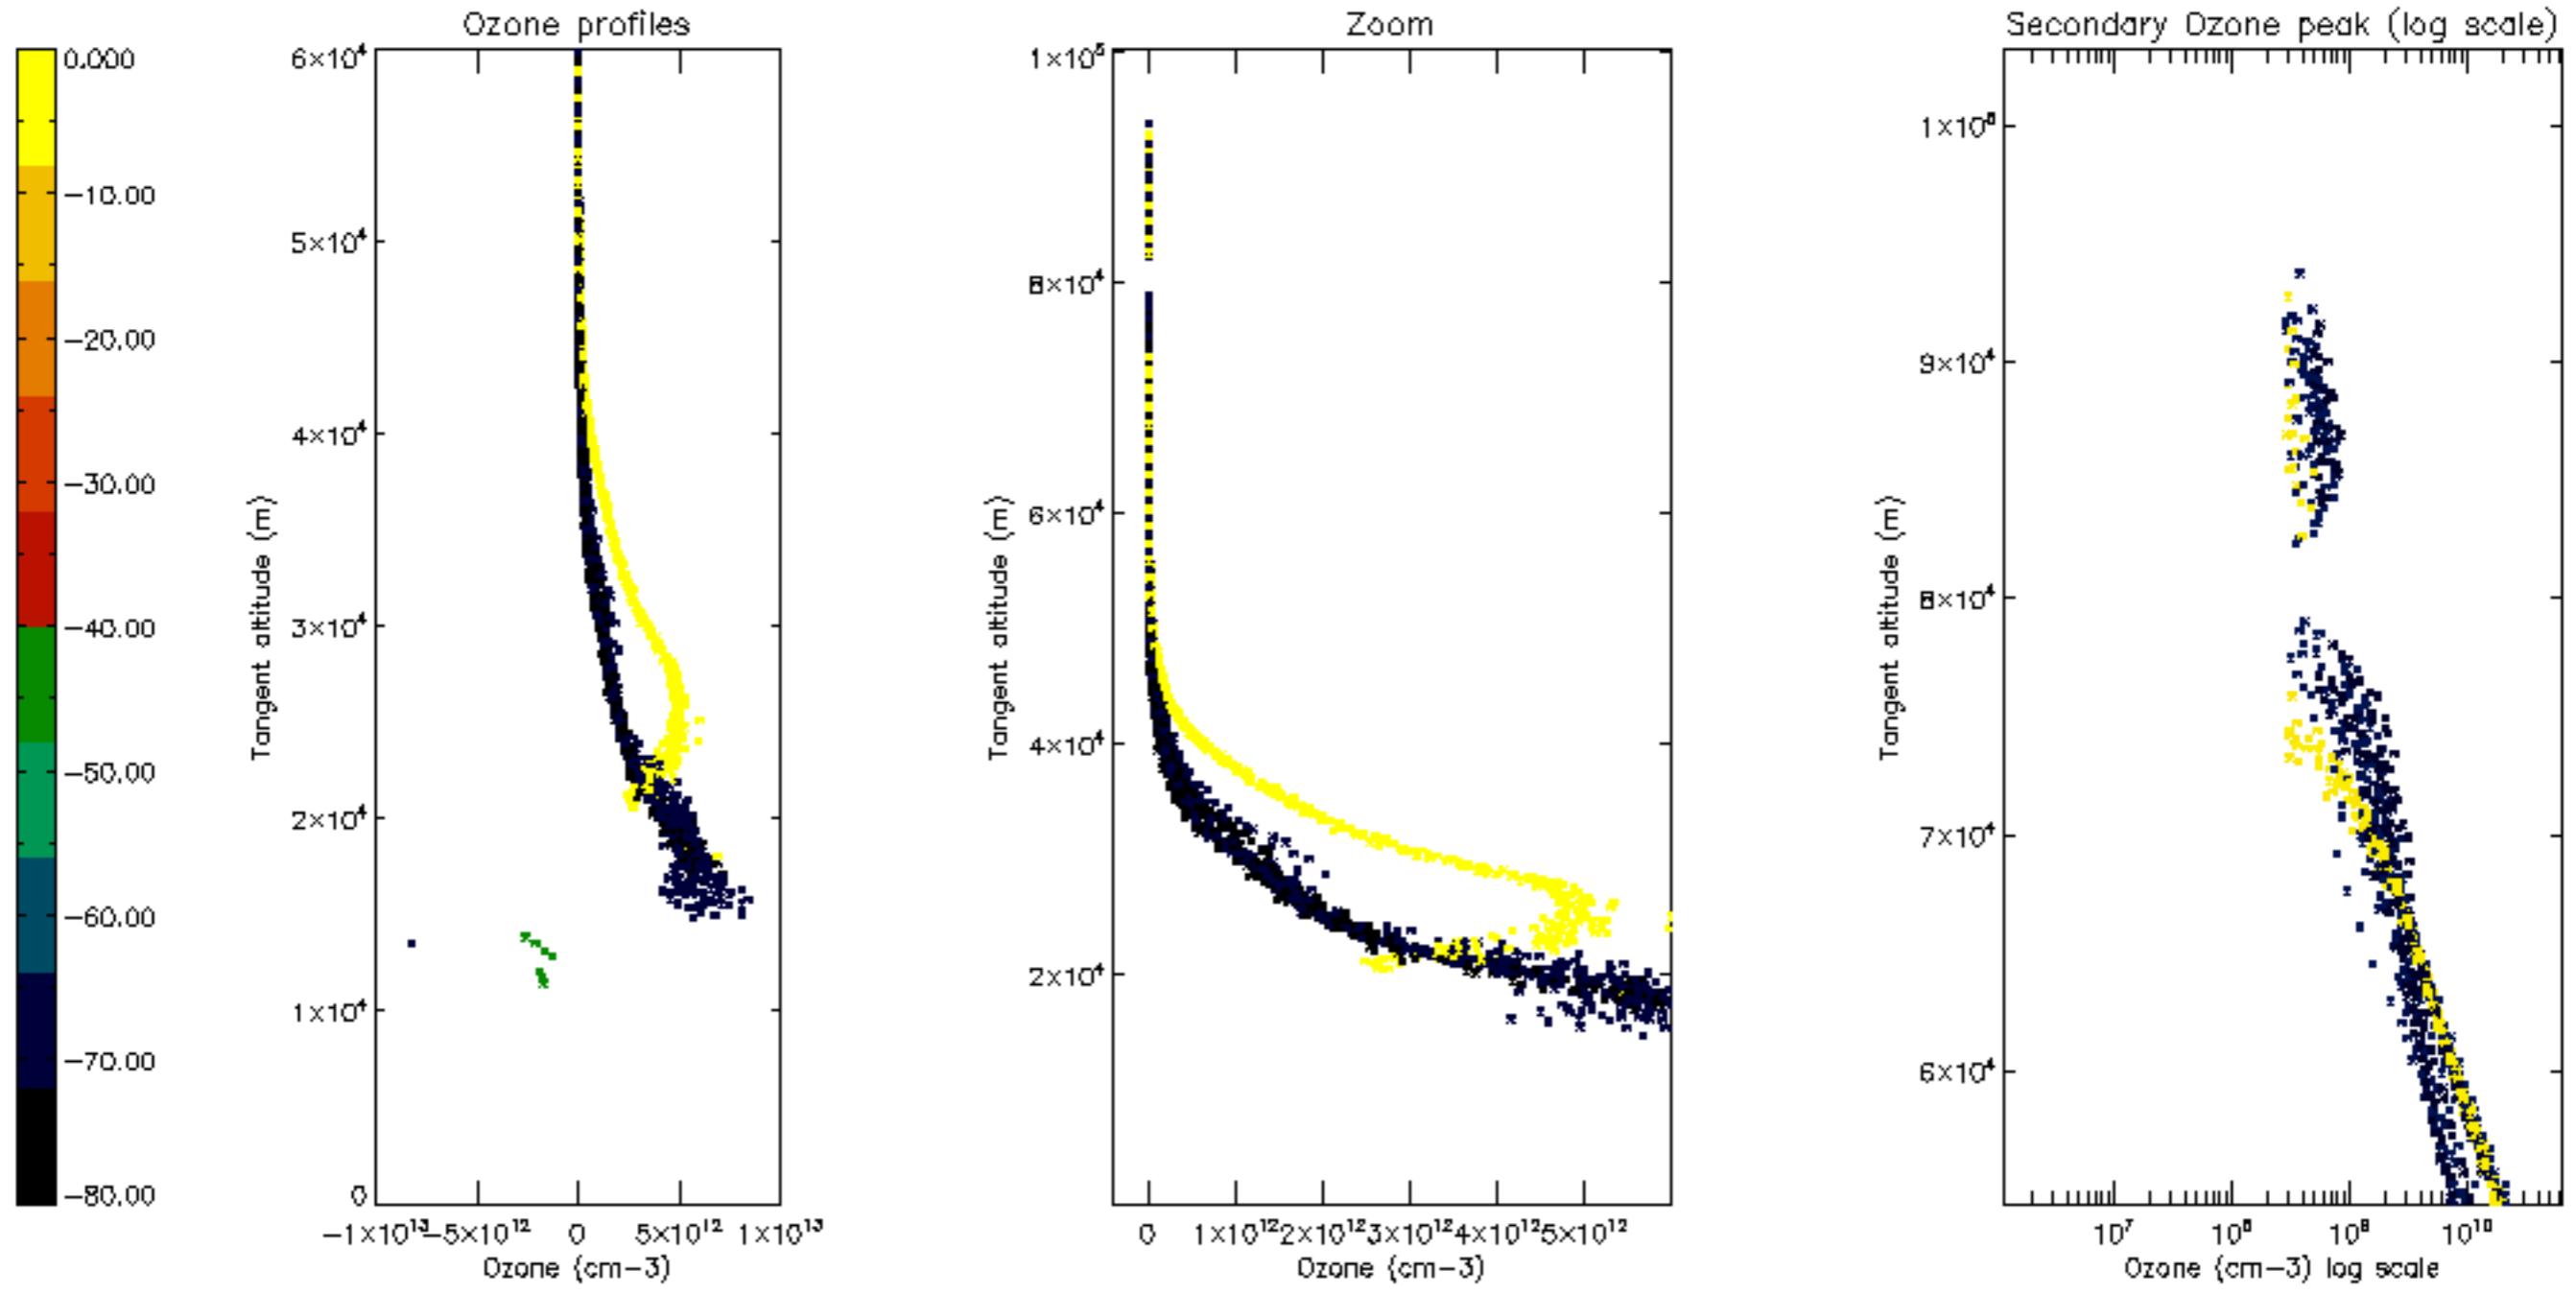 Ozone profiles
Zoom
Secondary Ozone peak (log scale)
0.000
−10.00
−20.00
−30.00
−40.00
−50.00
−60.00
−70.00
−80.00
6×10⁴
5×10⁴
4×10⁴
3×10⁴
2×10⁴
1×10⁴
0
Tangent altitude (m)
−1×10¹³ −5×10¹² 0 5×10¹² 1×10¹³
Ozone (cm−3)
1×10⁵
8×10⁴
6×10⁴
4×10⁴
2×10⁴
Tangent altitude (m)
0 1×10¹² 2×10¹² 3×10¹² 4×10¹² 5×10¹²
Ozone (cm−3)
1×10⁵
9×10⁴
8×10⁴
7×10⁴
6×10⁴
Tangent altitude (m)
10⁷ 10⁸ 10⁹ 10¹⁰
Ozone (cm−3) log scale